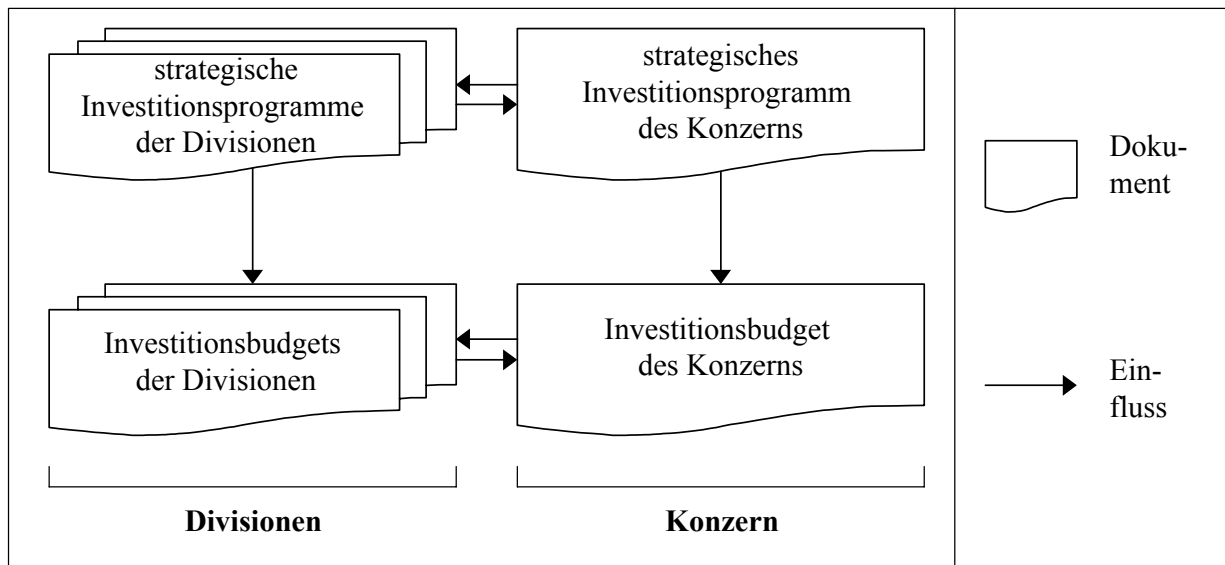 strategische
Investitionsprogramme
der Divisionen
strategisches
Investitionsprogramm
des Konzerns
Investitionsbudgets
der Divisionen
Investitionsbudget
des Konzerns
Divisionen
Konzern
Doku-
ment
Ein-
fluss